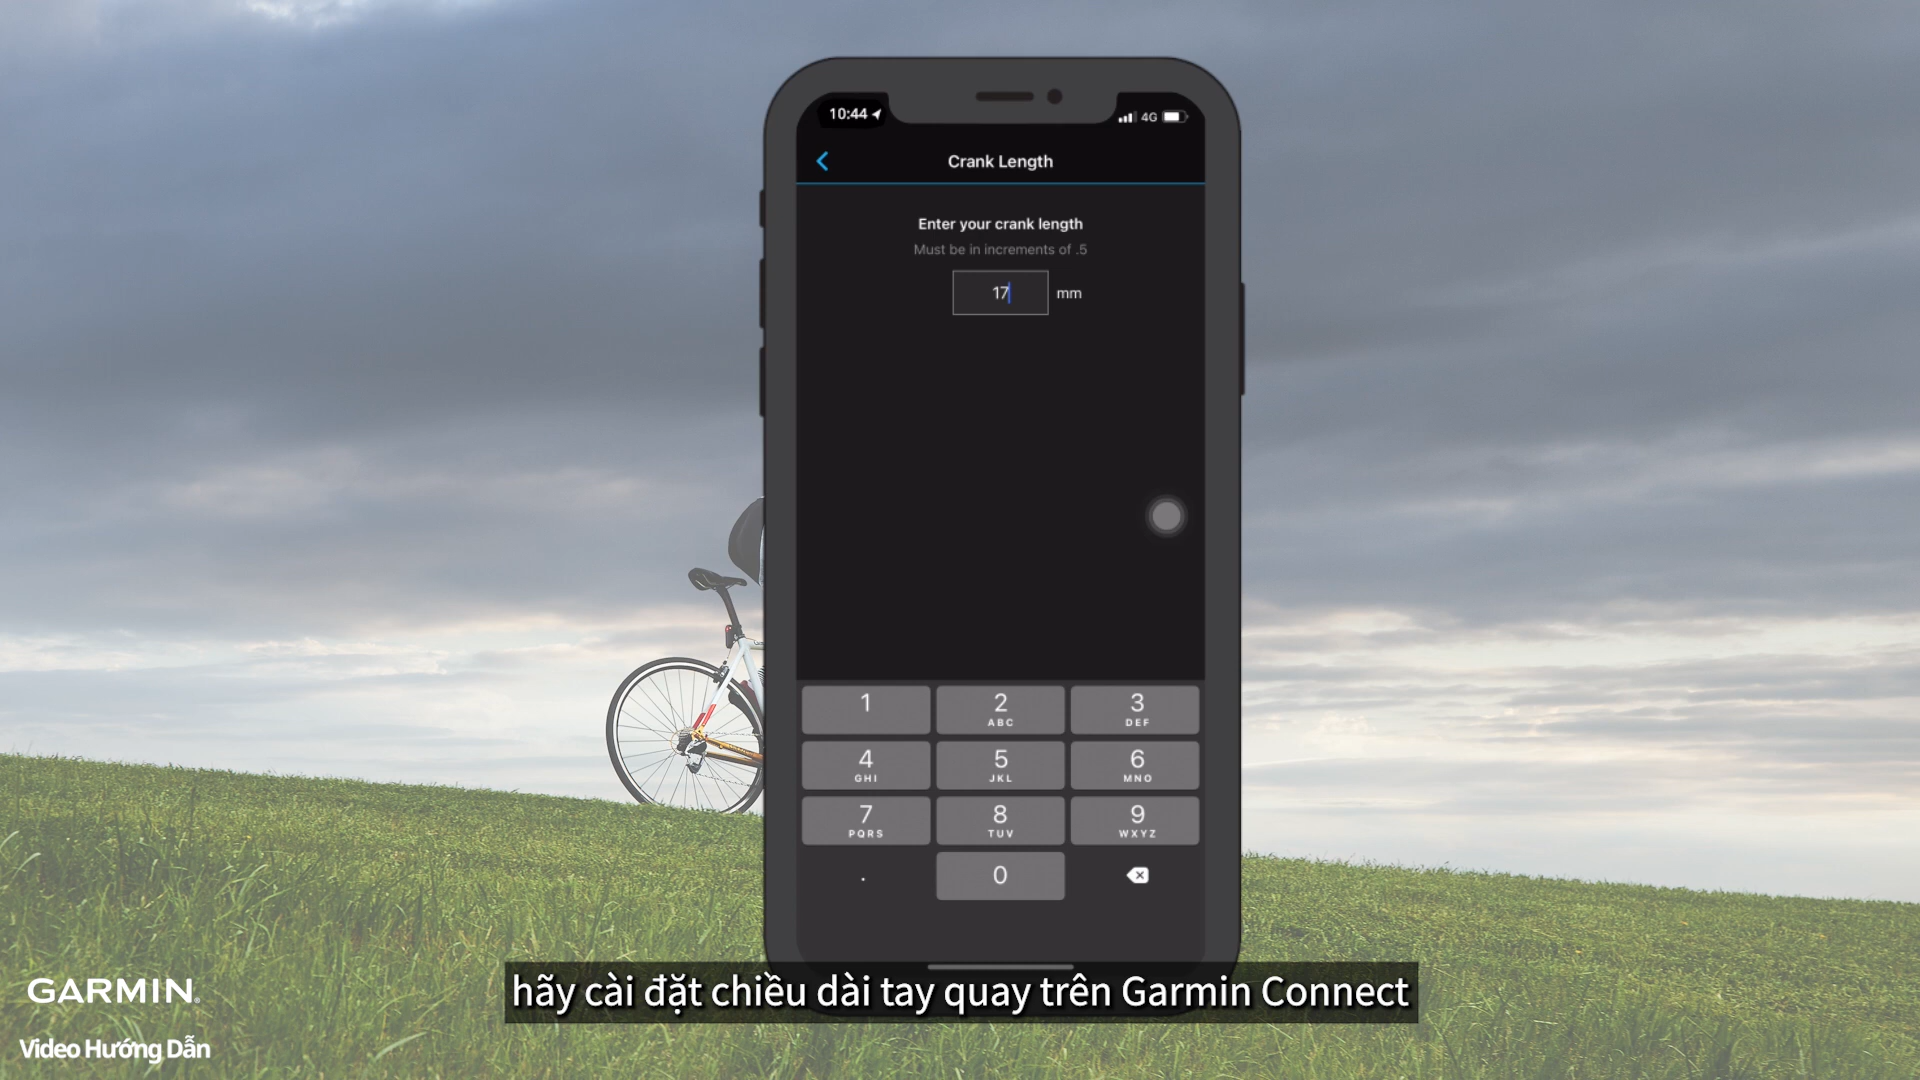 10:44
4G
Crank Length
Enter your crank length
Must be in increments of .5
17 mm
1
2
ABC
3
DEF
4
GHI
5
JKL
6
MNO
7
PQRS
8
TUV
9
WXYZ
.
0
hãy cài đặt chiều dài tay quay trên Garmin Connect
GARMIN®
Video Hướng Dẫn